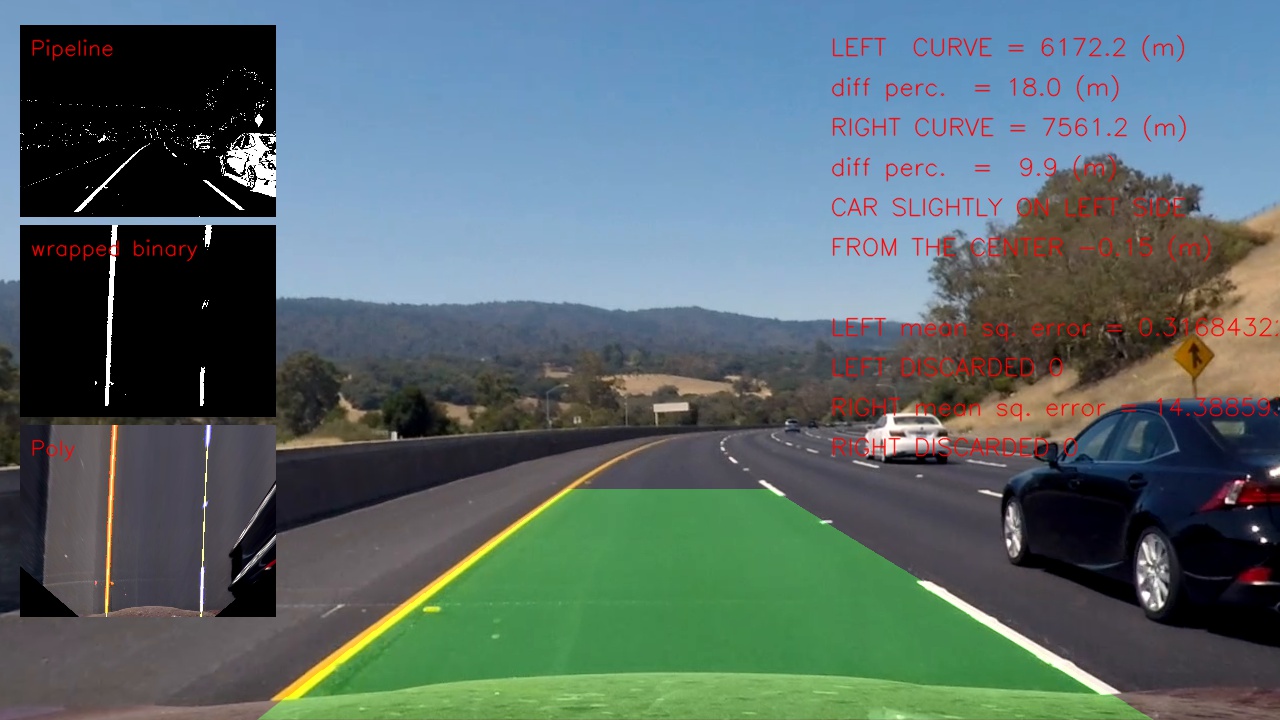 Pipeline
wrapped binary
Poly
LEFT CURVE = 6172.2 (m)
diff perc. = 18.0 (m)
RIGHT CURVE = 7561.2 (m)
diff perc. = 9.9 (m)
CAR SLIGHTLY ON LEFT SIDE
FROM THE CENTER -0.15 (m)
LEFT mean sq. error = 0.3168432
LEFT DISCARDED 0
RIGHT mean sq. error = 14.38859
RIGHT DISCARDED 0